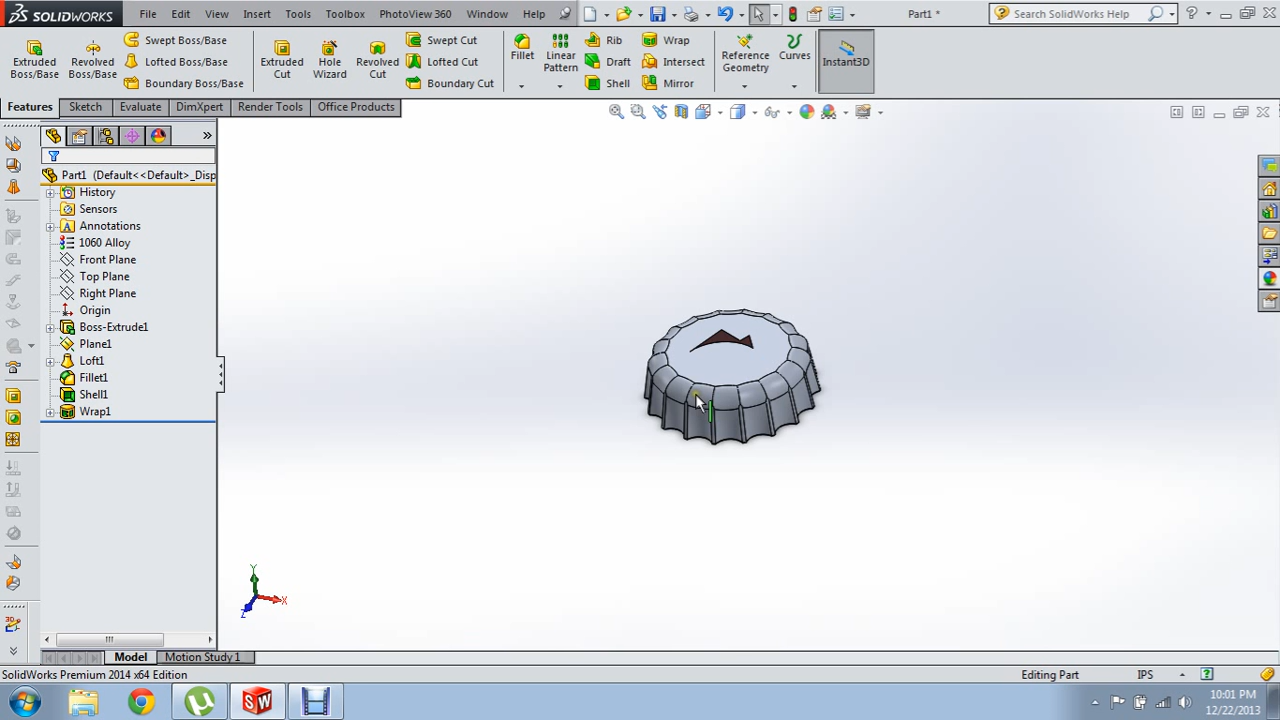 SOLIDWORKS File Edit View Insert Tools Toolbox PhotoView 360 Window Help Part1 * Search SolidWorks Help
Extruded Boss/Base
Boss/Base
Swept Boss/Base
Lofted Boss/Base
Boundary Boss/Base
Extruded Cut
Hole Wizard
Revolved Cut
Swept Cut
Lofted Cut
Boundary Cut
Fillet
Linear Pattern
Rib
Draft
Shell
Wrap
Intersect
Mirror
Reference Geometry
Curves
Instant3D
Features Sketch Evaluate DimXpert Render Tools Office Products
Part1 (Default<<Default>_Disp
History
Sensors
Annotations
1060 Alloy
Front Plane
Top Plane
Right Plane
Origin
Boss-Extrude1
Plane1
Loft1
Fillet1
Shell1
Wrap1
Y
X
Z
Model Motion Study 1
SolidWorks Premium 2014 x64 Edition Editing Part IPS
10:01 PM
12/22/2013